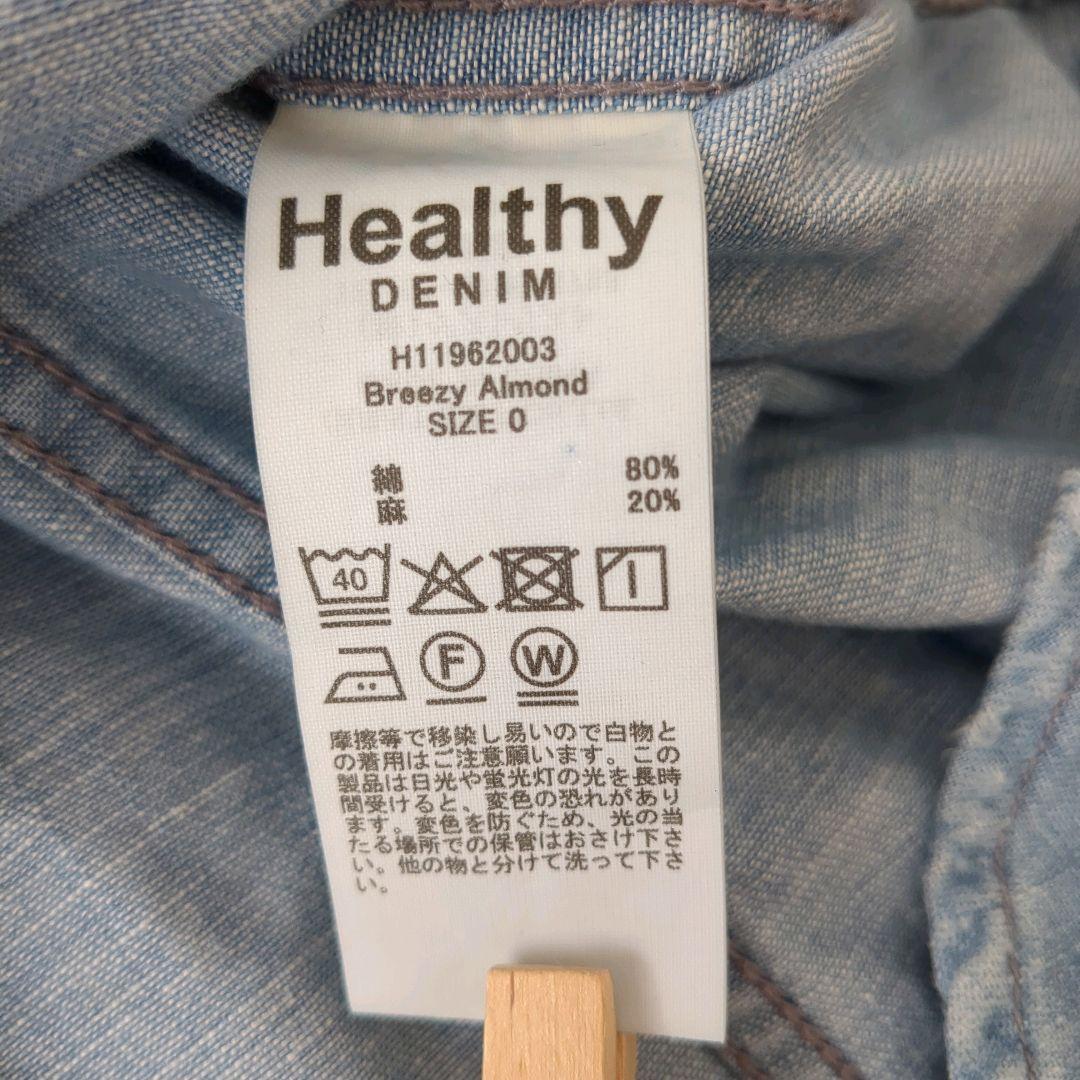 Healthy
DENIM
H11962003
Breezy Almond
SIZE 0
綿 80%
麻 20%
40
F W
摩擦等で移染し易いので白物と
の着用はご注意願います。この
製品は日光や蛍光灯の光を長時
間受けると、変色の恐れがあり
ます。変色を防ぐため、光の当
たる場所での保管はおさけ下さ
い。他の物と分けて洗って下さ
い。